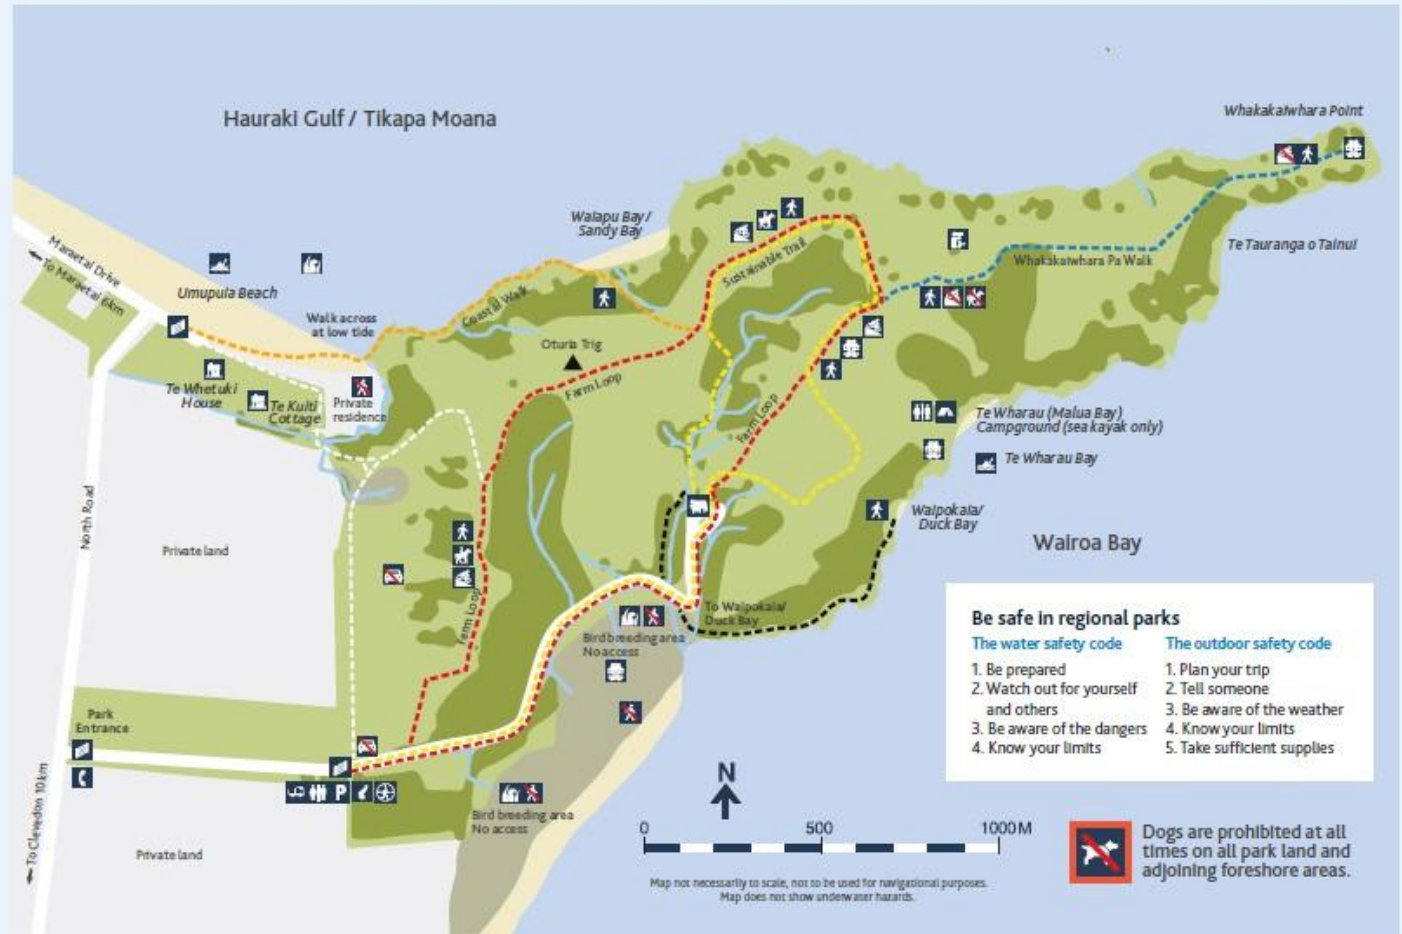 Hauraki Gulf / Tikapa Moana
Whakakaiwhara Point
Waiapu Bay/
Sandy Bay
Te Tauranga o Tainui
Maraetai Drive
To Maraetai 6km
Umupuia Beach
Walk across
at low tide
Coastal Walk
Sustainable Trail
Whakakaiwhara Pa Walk
Oturia Trig
Farm Loop
Te Whetuki
House
Te Kuiti
Cottage
Private
residence
Farm Loop
Te Wharau (Malua Bay)
Campground (sea kayak only)
Te Wharau Bay
North Road
Private land
Waipokaia/
Duck Bay
Wairoa Bay
Farm Loop
To Waipokaia/
Duck Bay
Bird breeding area
No access
Park
Entrance
P
Bird breeding area
No access
To Clevedon 10km
Private land
Be safe in regional parks
The water safety code
1. Be prepared
2. Watch out for yourself
and others
3. Be aware of the dangers
4. Know your limits
The outdoor safety code
1. Plan your trip
2. Tell someone
3. Be aware of the weather
4. Know your limits
5. Take sufficient supplies
N
0 500 1000M
Map not necessarily to scale, not to be used for navigational purposes.
Map does not show underwater hazards.
Dogs are prohibited at all
times on all park land and
adjoining foreshore areas.